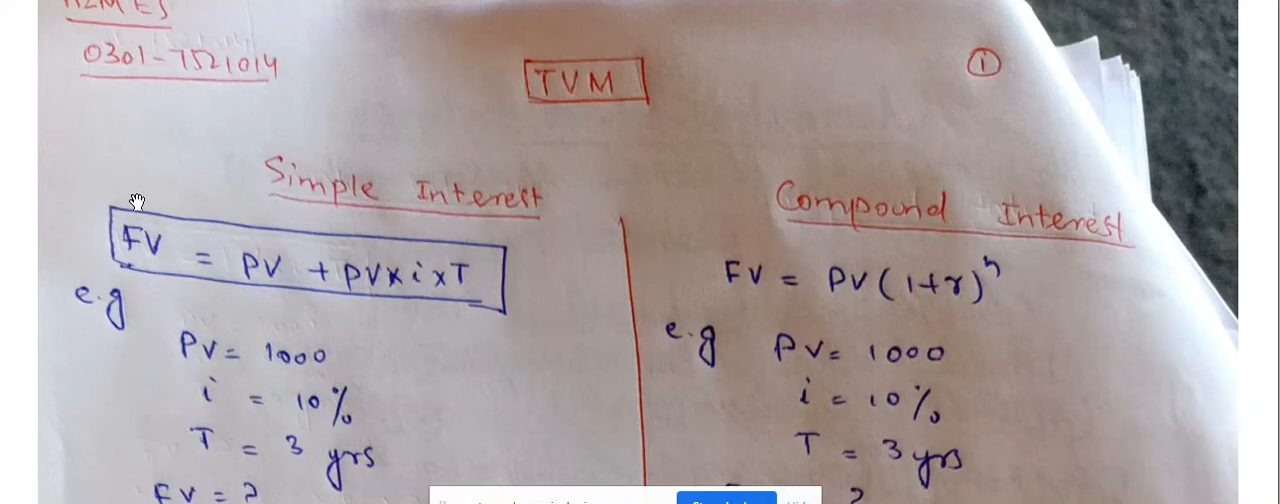 0301-7521014
TVM
1
Simple Interest
FV = PV + PV x i x T
e.g
PV = 1000
i = 10%
T = 3 yrs
FV = ?
Compound Interest
FV = PV (1+r)^n
e.g
PV = 1000
i = 10%
T = 3 yrs
?